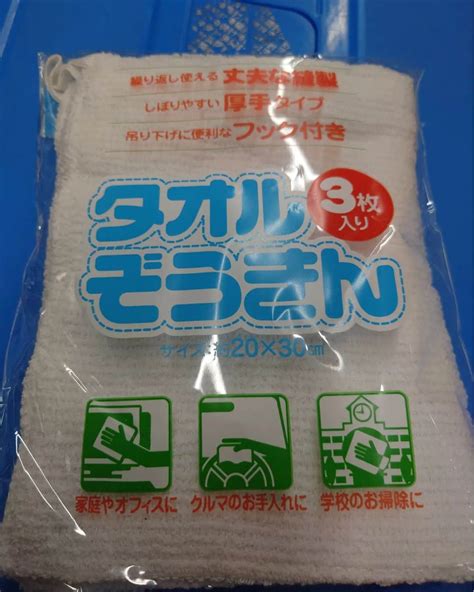 繰り返し使える 丈夫な縫製
しぼりやすい 厚手タイプ
吊り下げに便利な フック付き
タオル
3枚
入り
ぞうきん
サイズ:約20×30cm
家庭やオフィスに
クルマのお手入れに
学校のお掃除に